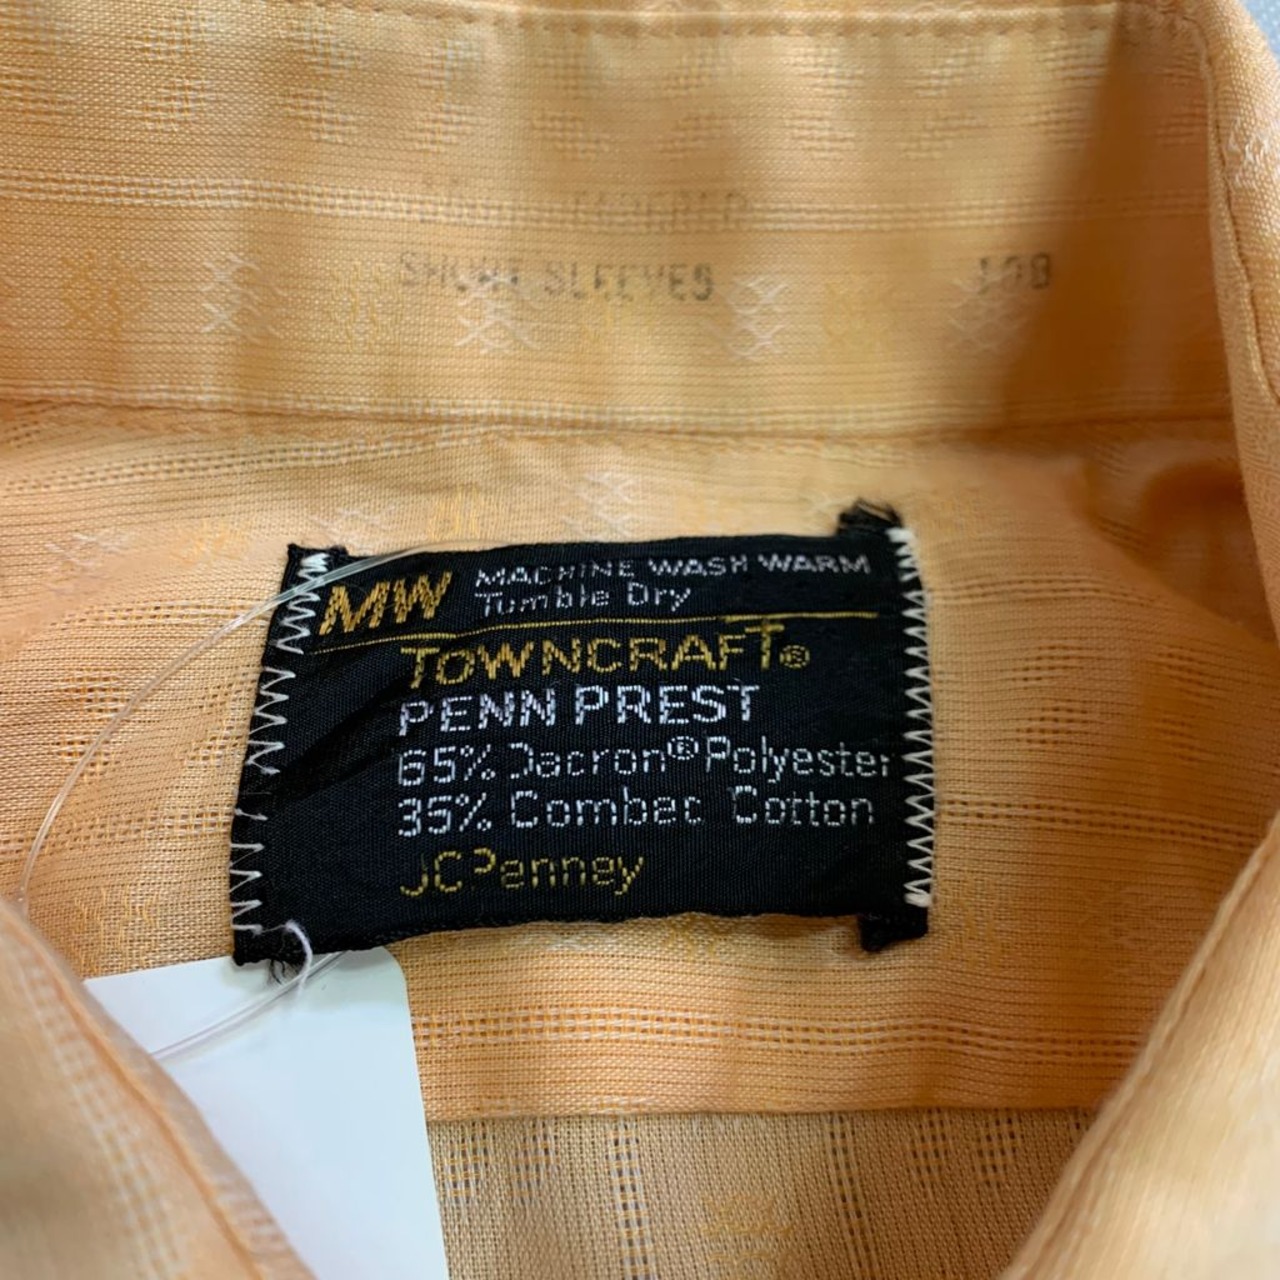 SHORT SLEEVES
MW MACHINE WASH WARM
Tumble Dry
TOWNCRAFT®
PENN PREST
65% Dacron® Polyester
35% Combed Cotton
JCPenney